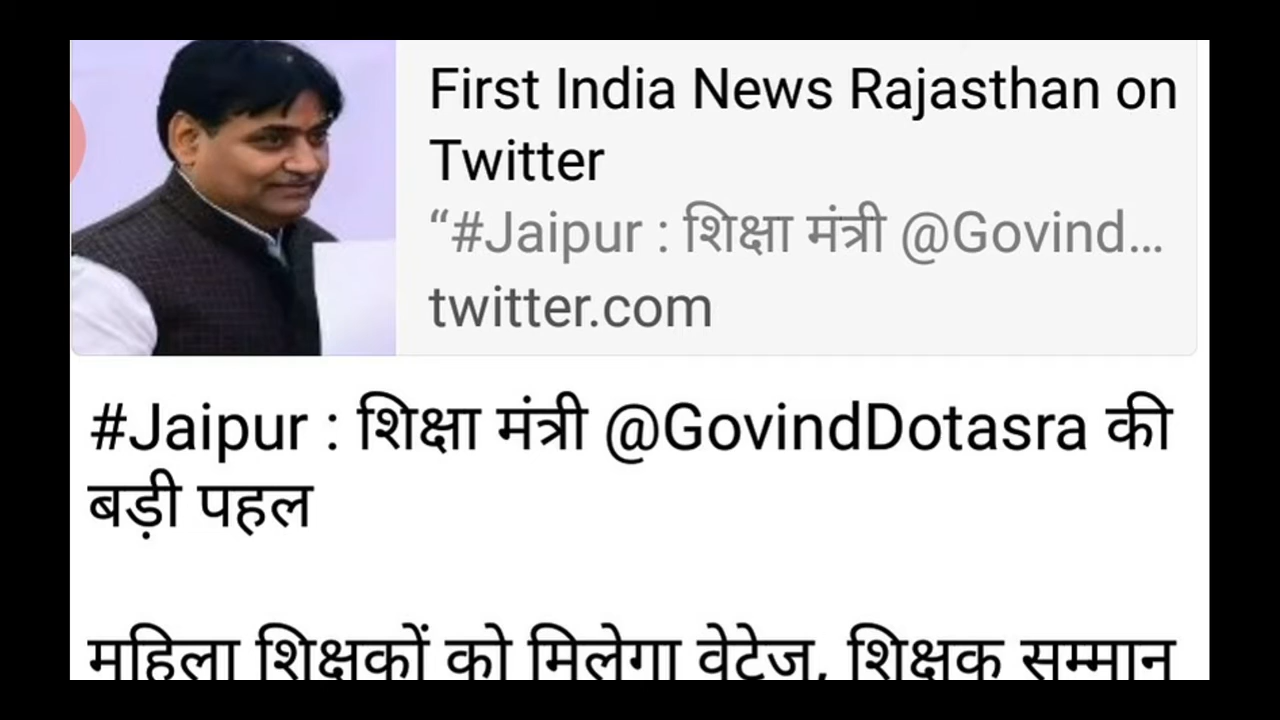 First India News Rajasthan on
Twitter
“#Jaipur : शिक्षा मंत्री @Govind...
twitter.com
#Jaipur : शिक्षा मंत्री @GovindDotasra की
बड़ी पहल
महिला शिक्षकों को मिलेगा वेटेज, शिक्षक सम्मान